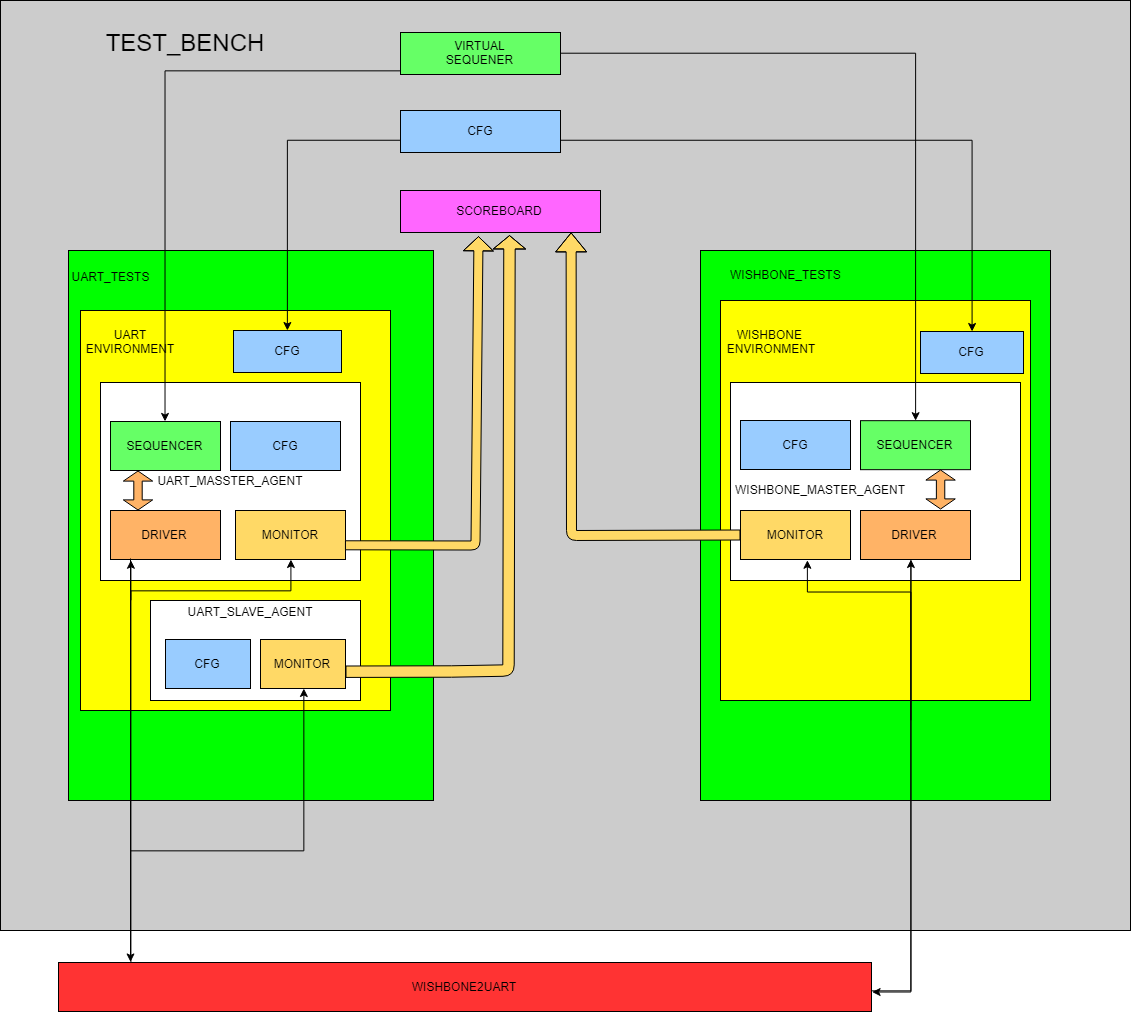 TEST_BENCH
VIRTUAL
SEQUENER
CFG
SCOREBOARD
UART_TESTS
UART
ENVIRONMENT
CFG
SEQUENCER
CFG
UART_MASSTER_AGENT
DRIVER
MONITOR
UART_SLAVE_AGENT
CFG
MONITOR
WISHBONE_TESTS
WISHBONE
ENVIRONMENT
CFG
CFG
SEQUENCER
WISHBONE_MASTER_AGENT
MONITOR
DRIVER
WISHBONE2UART